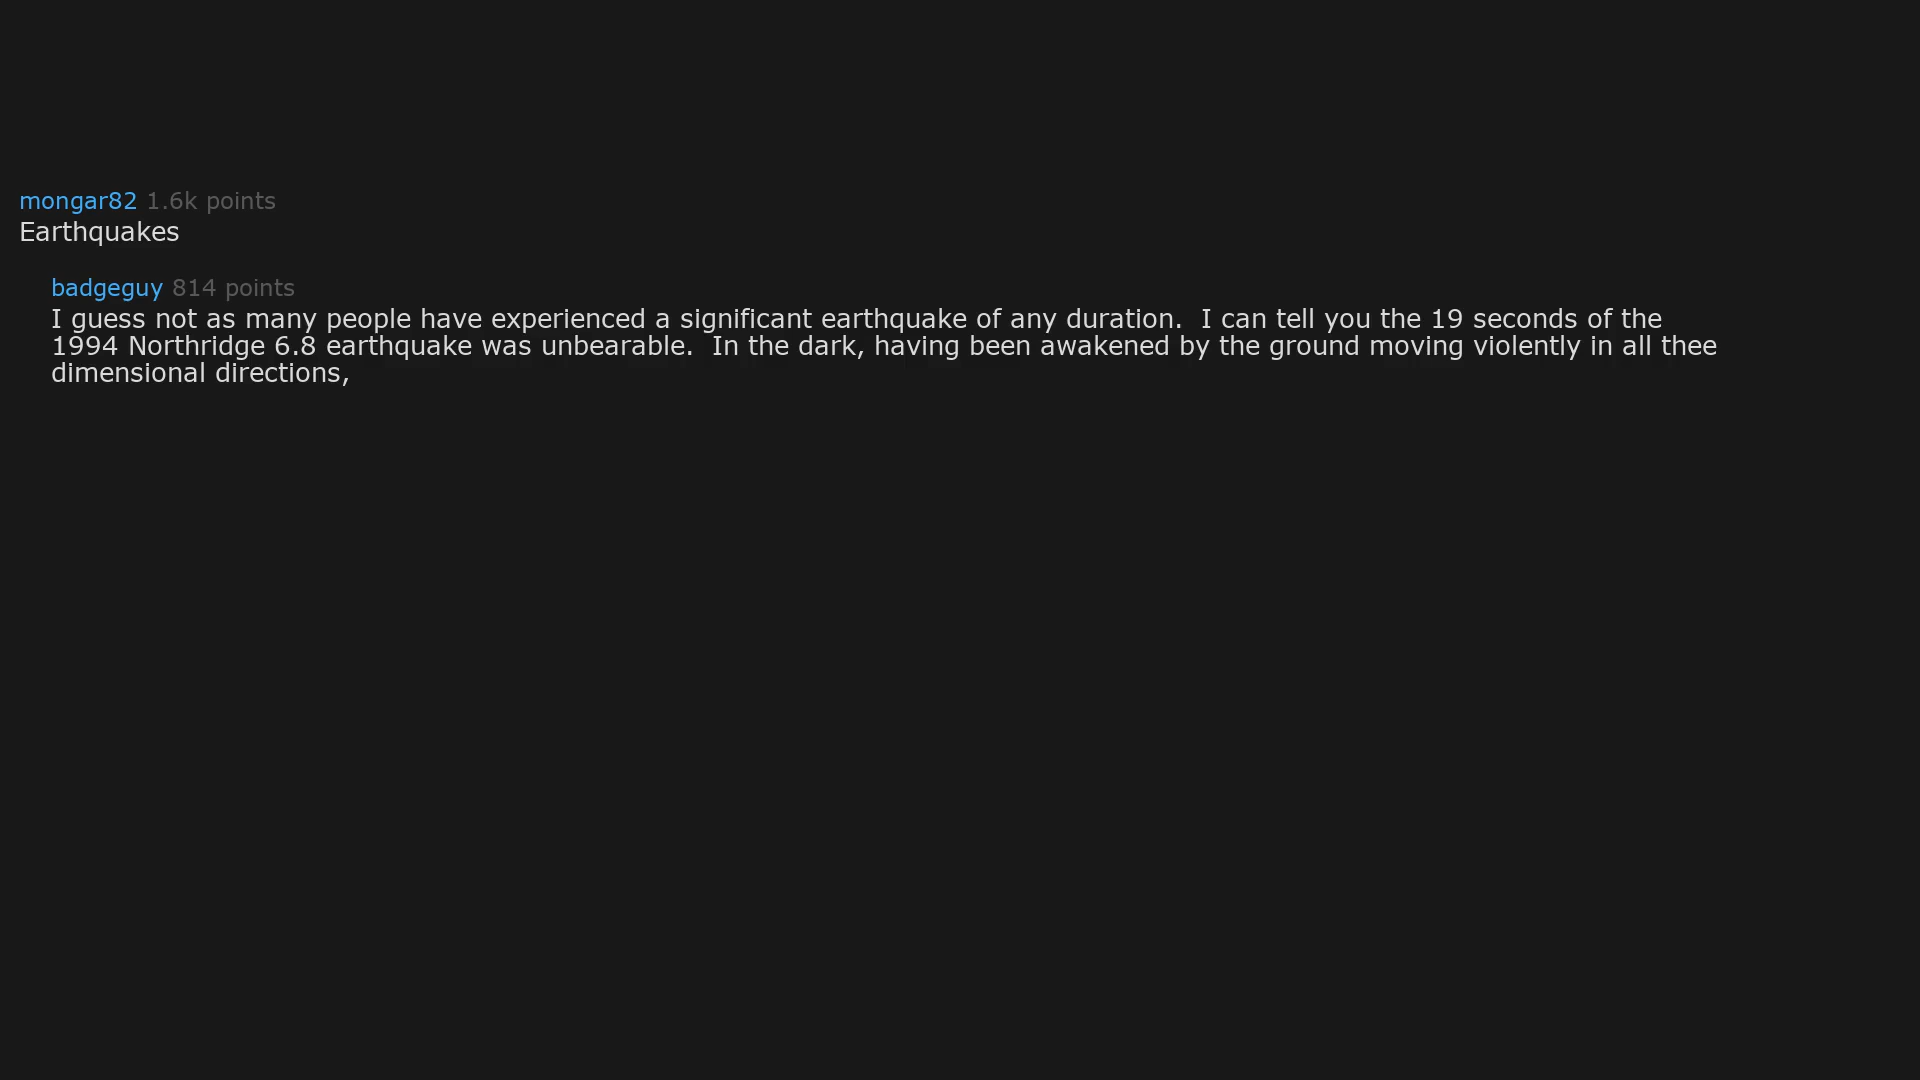 mongar82 1.6k points
Earthquakes
badgeguy 814 points
I guess not as many people have experienced a significant earthquake of any duration.  I can tell you the 19 seconds of the
1994 Northridge 6.8 earthquake was unbearable.  In the dark, having been awakened by the ground moving violently in all thee
dimensional directions,